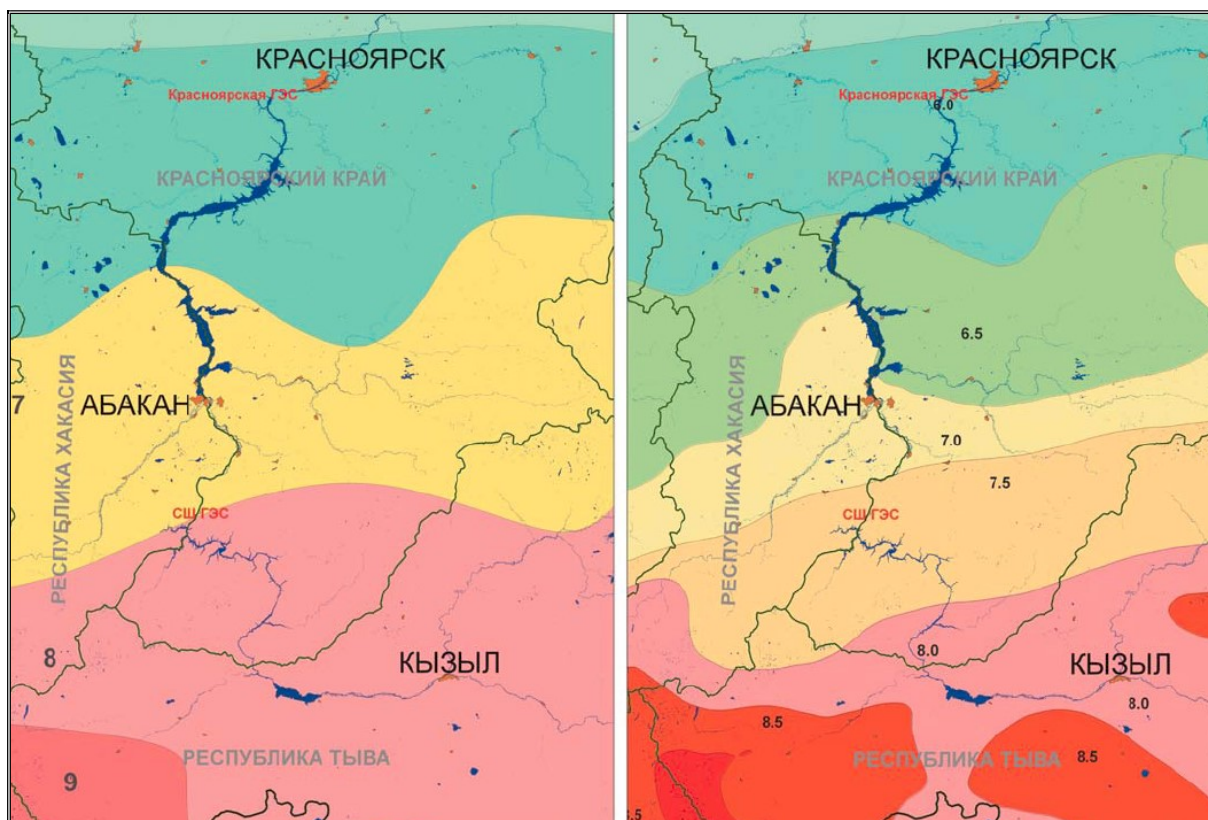 КРАСНОЯРСК
Красноярская ГЭС
КРАСНОЯРСКИЙ КРАЙ
7
РЕСПУБЛИКА ХАКАСИЯ
АБАКАН
СШ ГЭС
8
КЫЗЫЛ
РЕСПУБЛИКА ТЫВА
9
КРАСНОЯРСК
Красноярская ГЭС
6.0
КРАСНОЯРСКИЙ КРАЙ
6.5
РЕСПУБЛИКА ХАКАСИЯ
АБАКАН
7.0
7.5
СШ ГЭС
8.0
КЫЗЫЛ
8.0
8.5
8.5
РЕСПУБЛИКА ТЫВА
.5